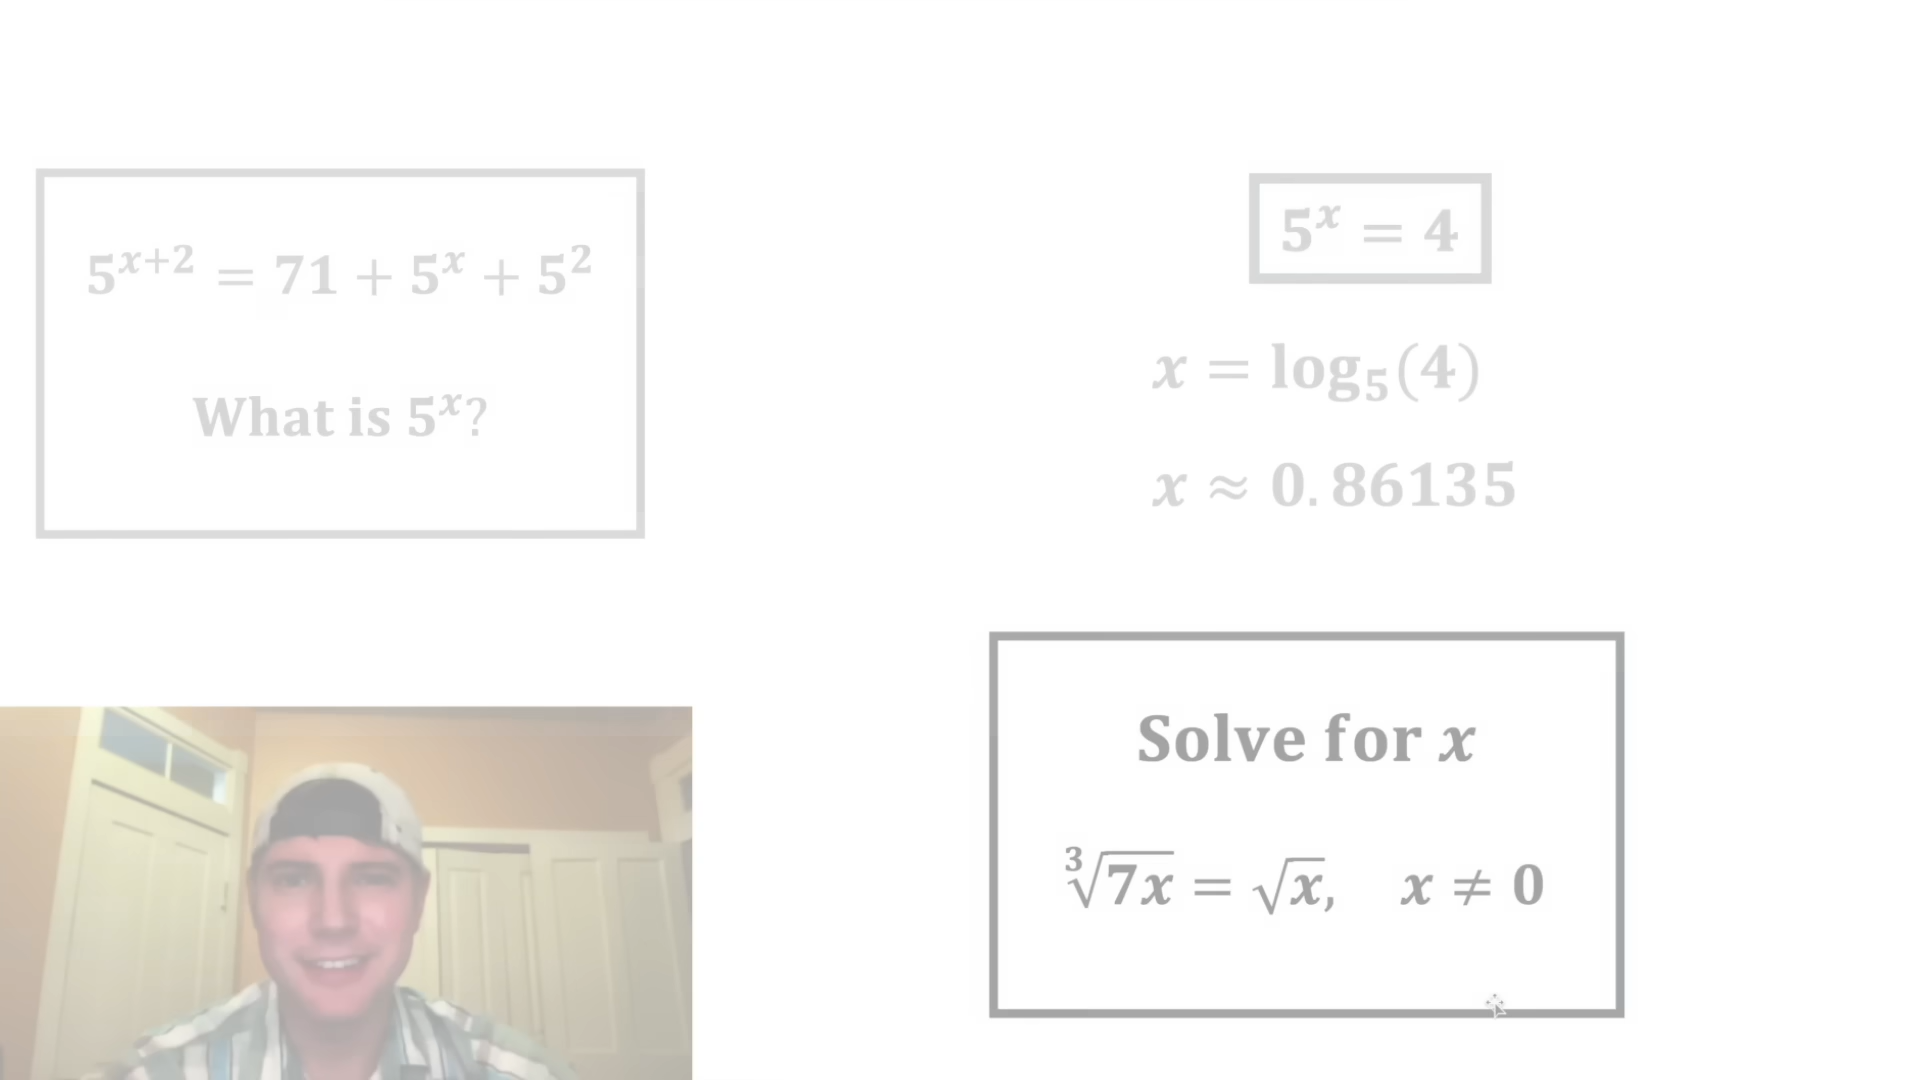 5^{x+2} = 71 + 5^x + 5^2
What is 5^x?
5^x = 4
x = log_5(4)
x ≈ 0.86135
Solve for x
∛7x = √x, x ≠ 0